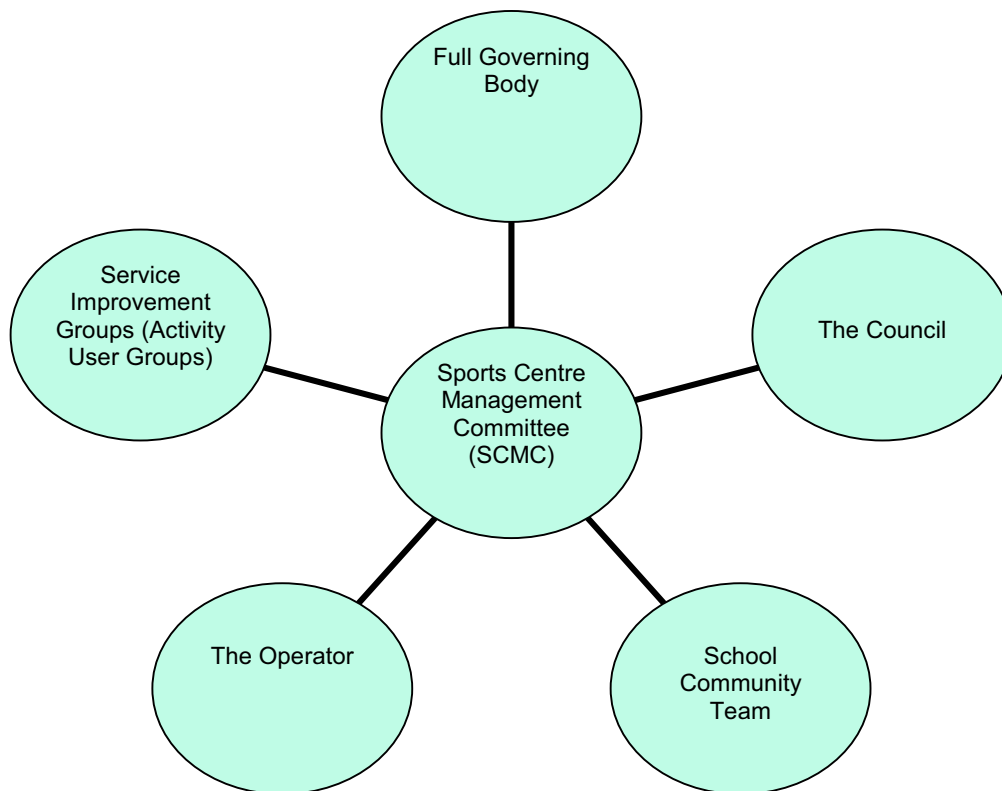 Full Governing
Body
Service
Improvement
Groups (Activity
User Groups)
The Council
Sports Centre
Management
Committee
(SCMC)
The Operator
School
Community
Team